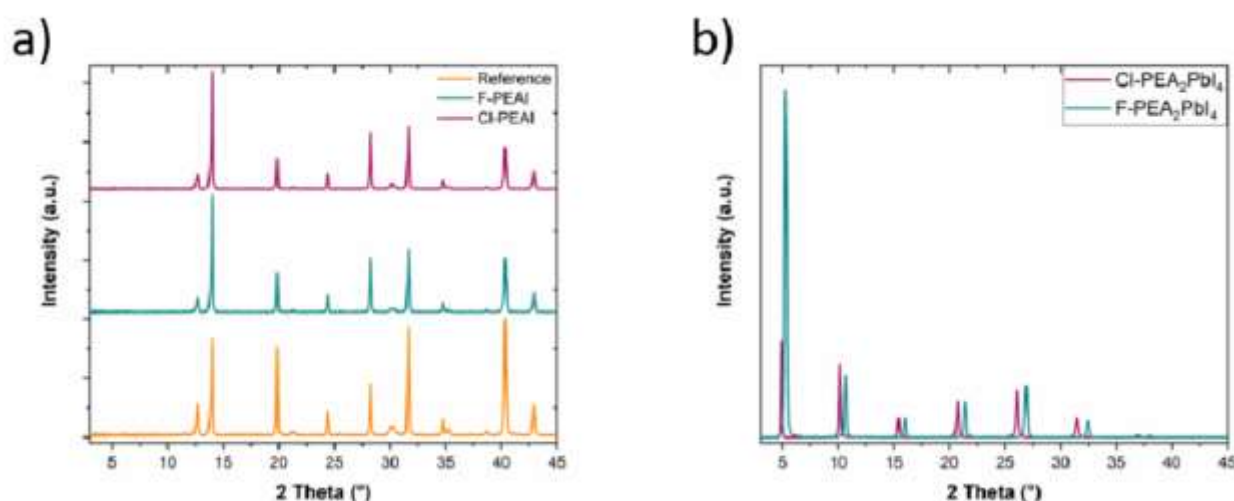 a)
Reference
F-PEAI
Cl-PEAI
Intensity (a.u.)
5 10 15 20 25 30 35 40 45
2 Theta (°)
b)
Cl-PEA₂PbI₄
F-PEA₂PbI₄
Intensity (a.u.)
5 10 15 20 25 30 35 40 45
2 Theta (°)